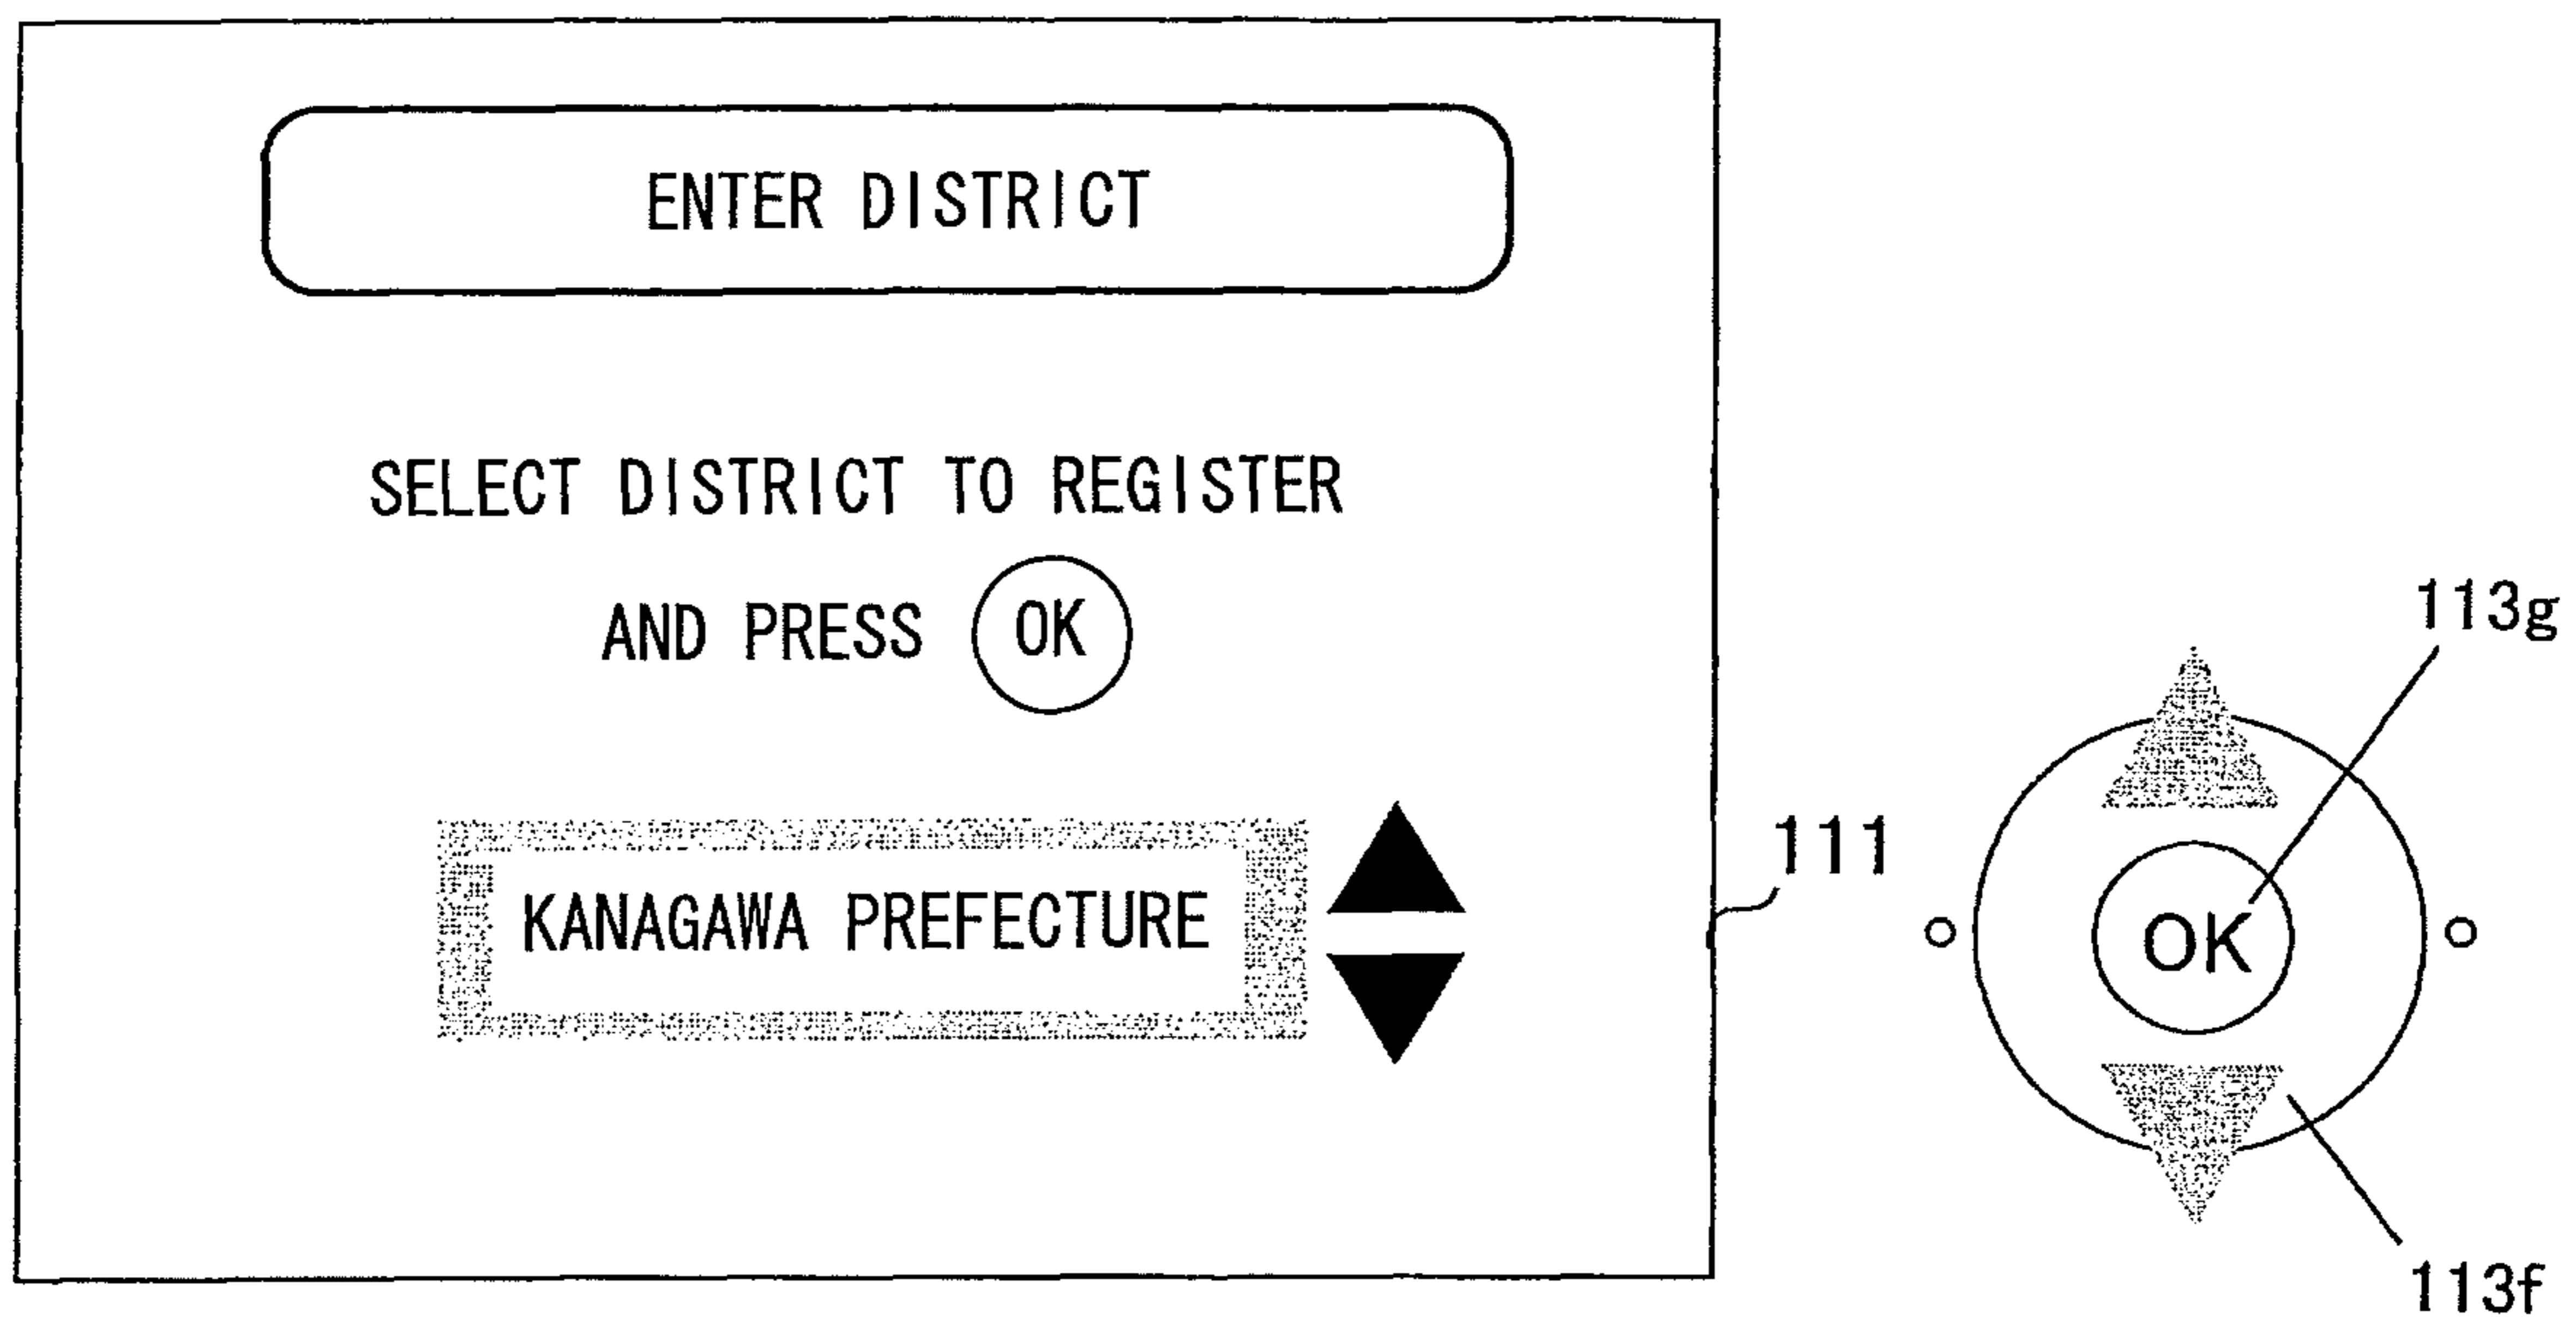 ENTER DISTRICT
SELECT DISTRICT TO REGISTER
AND PRESS OK
KANAGAWA PREFECTURE
111
113g
OK
113f